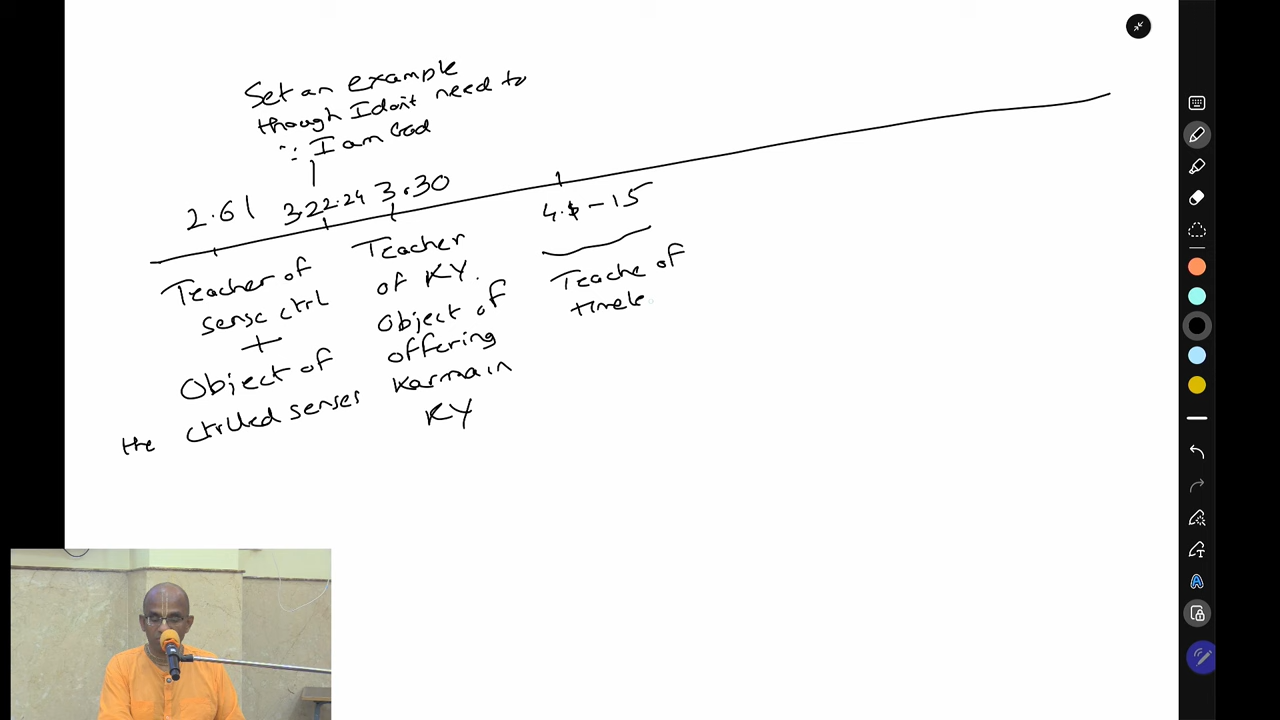 Set an example
though I don't need to
∵ I am God
2.61
3.22-24
3.30
4.1-15
Teacher of
sense ctrl
+
Object of
the ctrlled senses
Teacher
of KY.
Object of
offering
Karma in
KY
Teache of
timele